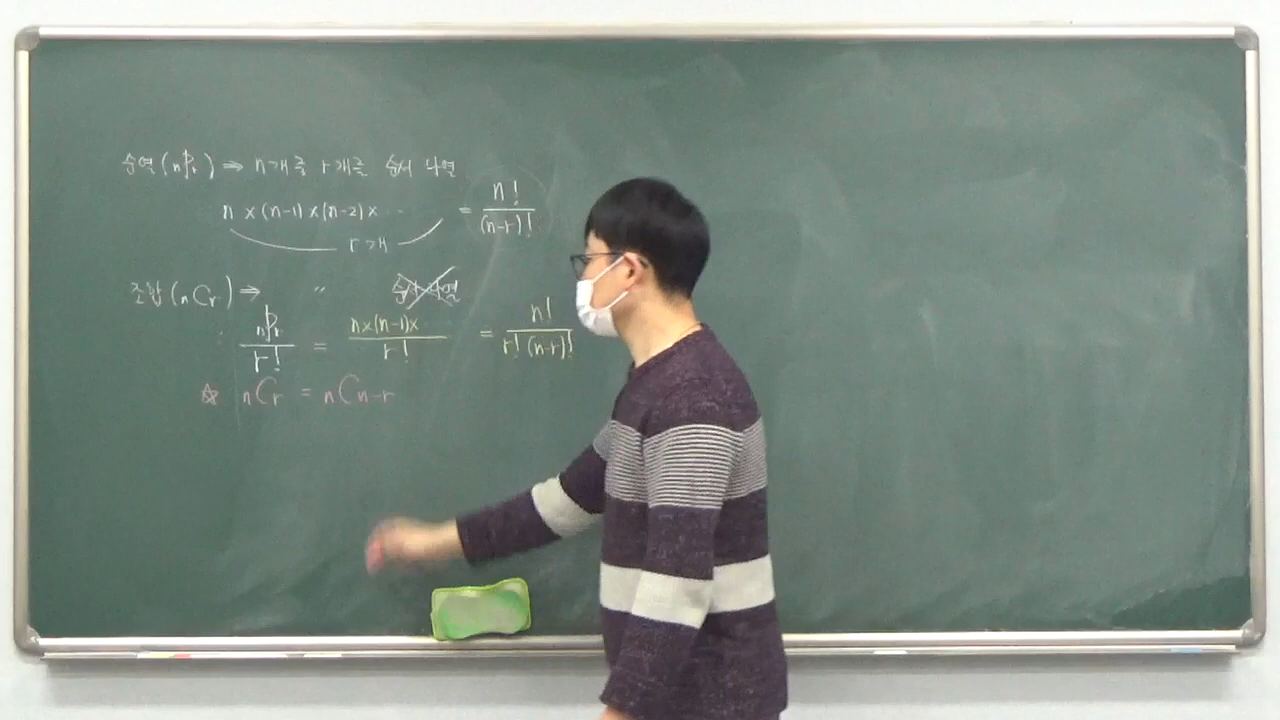 순열(nPr) ⇒ n개 중 r개를 순서 나열
n×(n-1)×(n-2)×··· = n!/(n-r)!
r개
조합(nCr) ⇒ 〃 순서 나열
nPr/r! = n×(n-1)×···/r! = n!/r!(n-r)!
☆ nCr = nCn-r